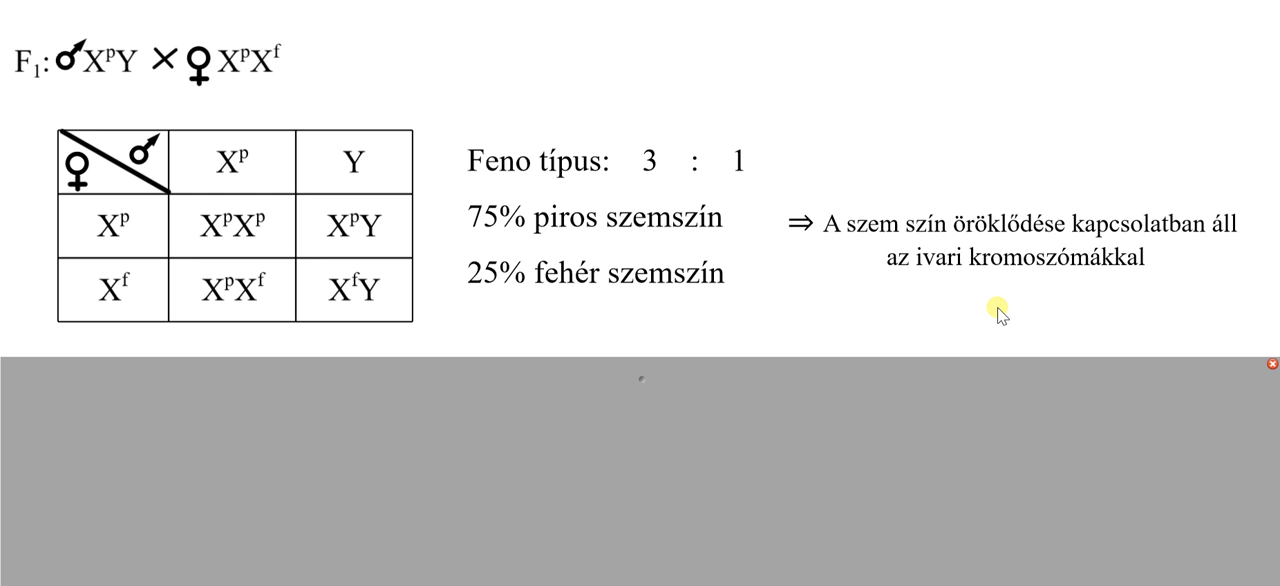 F₁: ♂XᵖY × ♀ XᵖXᶠ
♀ ♂ Xᵖ Y
Xᵖ XᵖXᵖ XᵖY
Xᶠ XᵖXᶠ XᶠY
Feno típus: 3 : 1
75% piros szemszín
25% fehér szemszín
⇒ A szem szín öröklődése kapcsolatban áll
az ivari kromoszómákkal